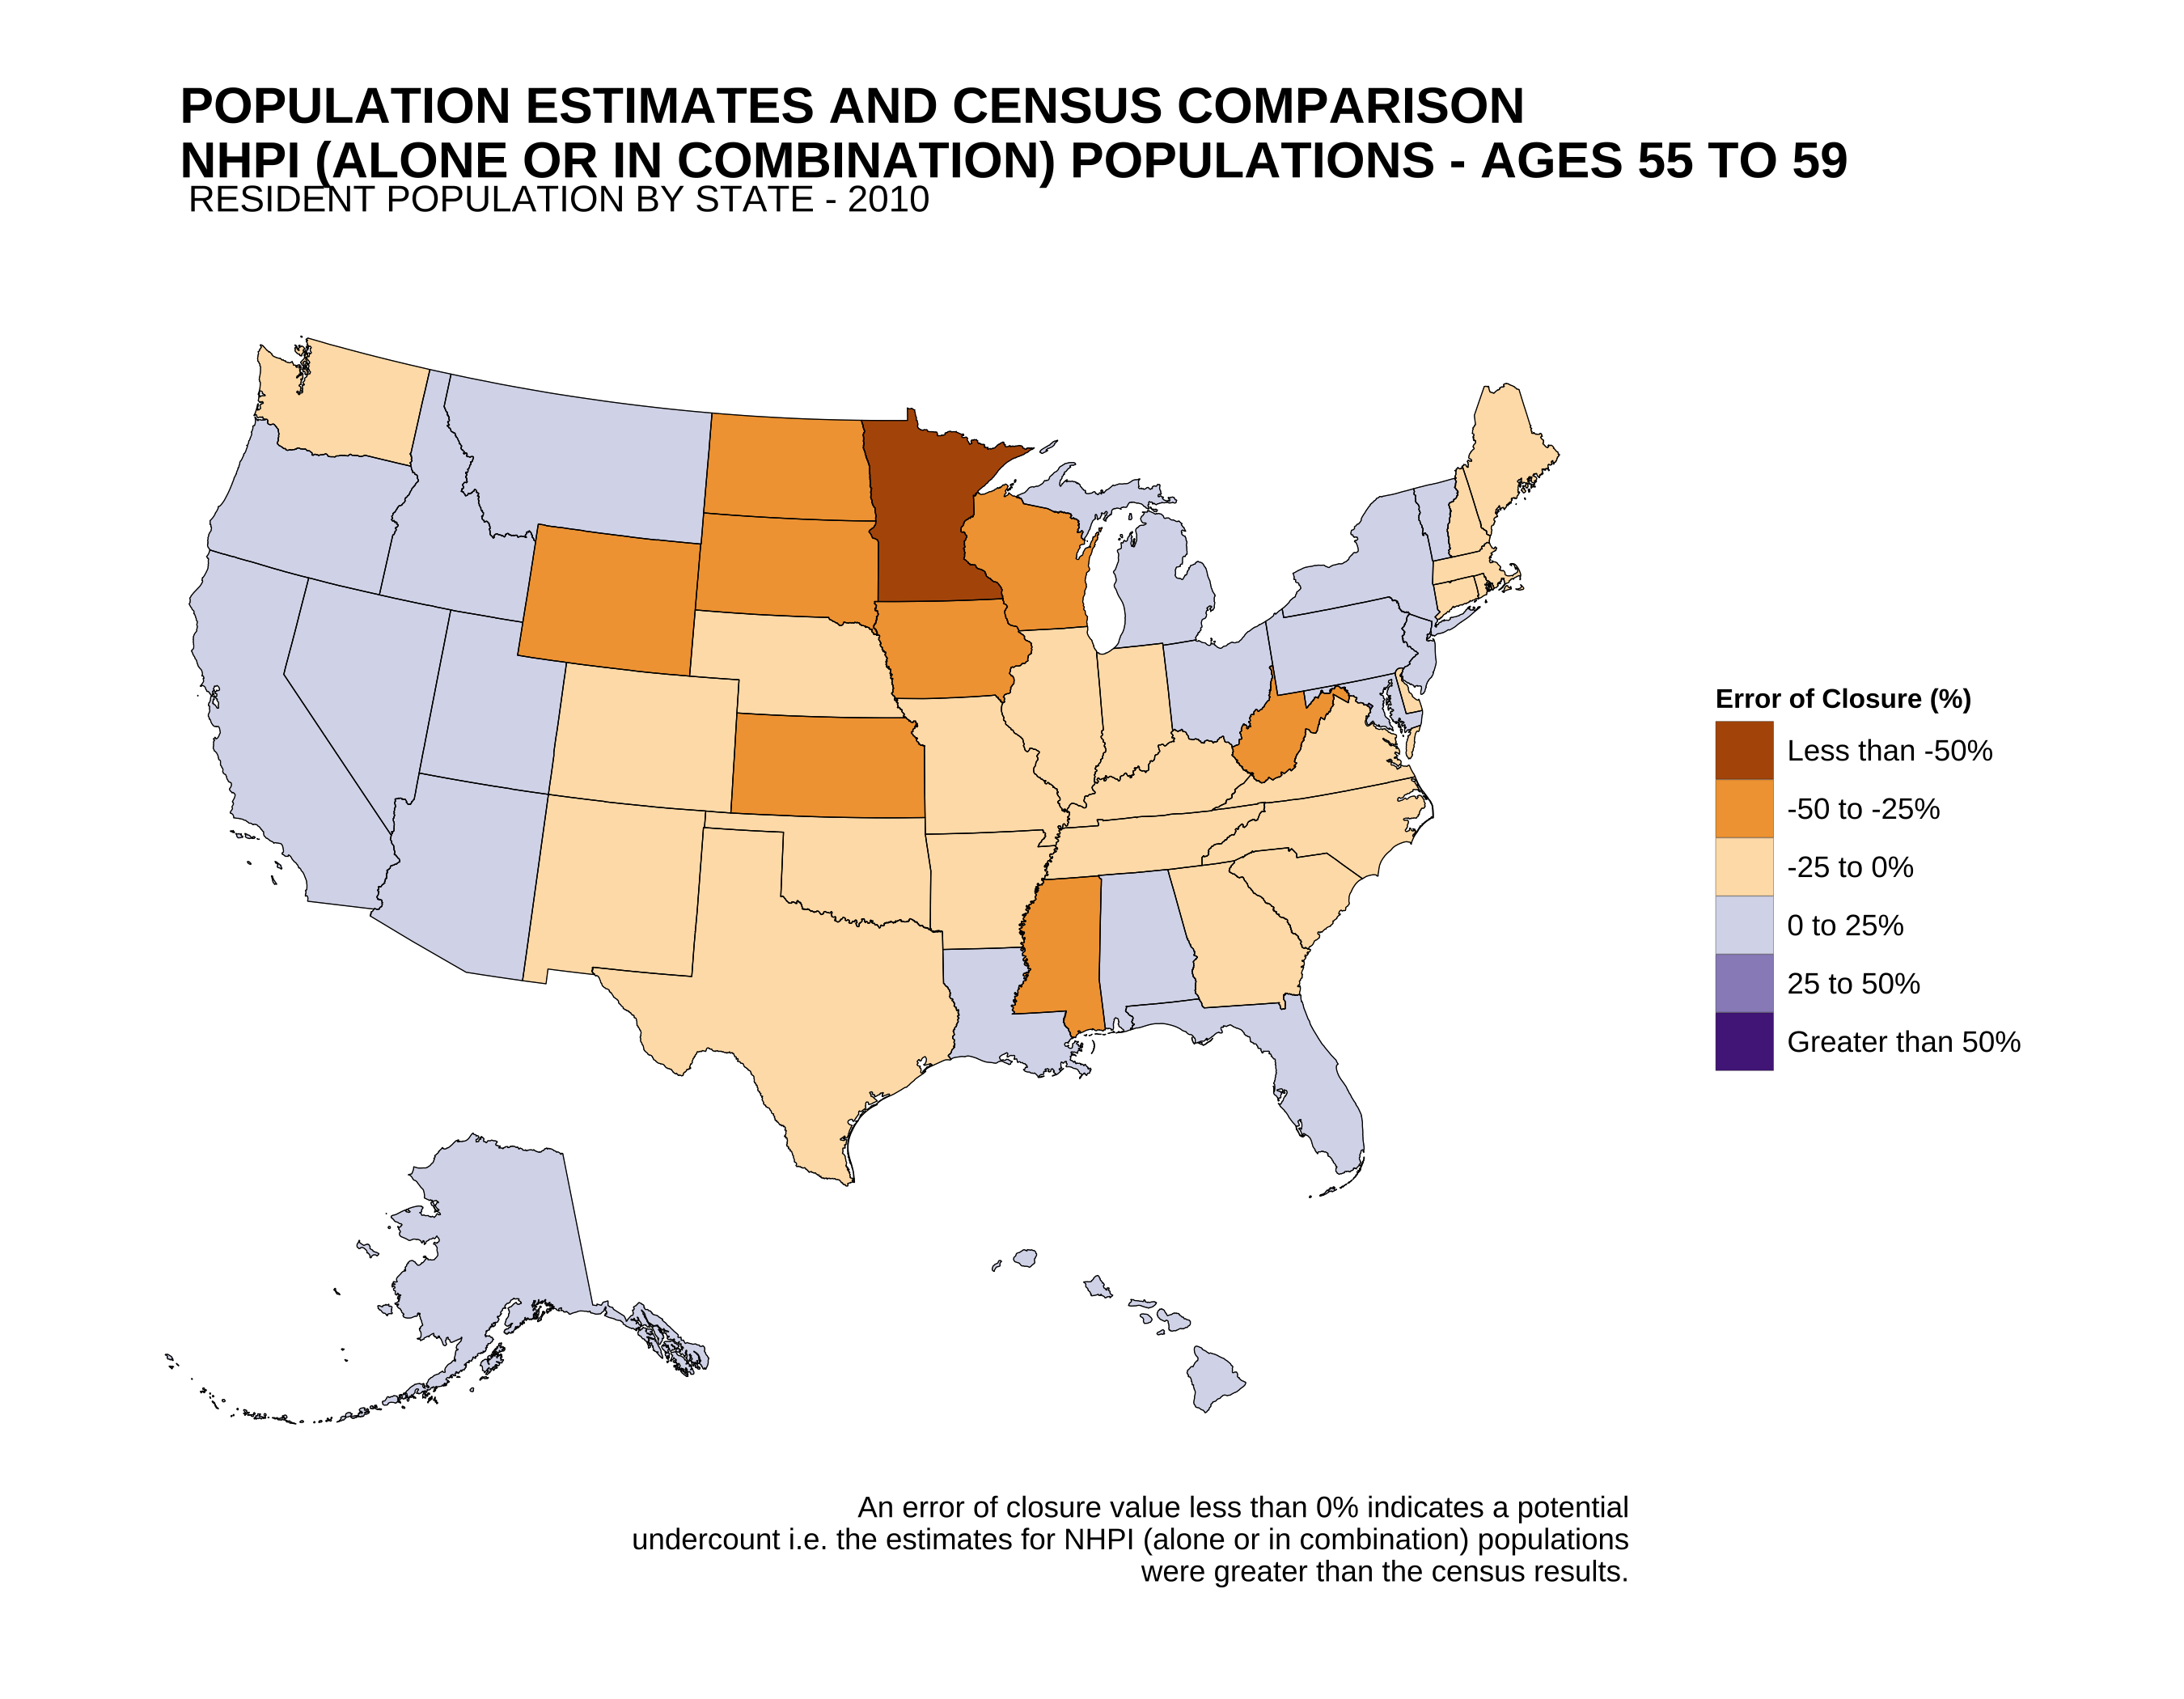 POPULATION ESTIMATES AND CENSUS COMPARISON
NHPI (ALONE OR IN COMBINATION) POPULATIONS - AGES 55 TO 59
RESIDENT POPULATION BY STATE - 2010
Error of Closure (%)
Less than -50%
-50 to -25%
-25 to 0%
0 to 25%
25 to 50%
Greater than 50%
An error of closure value less than 0% indicates a potential
undercount i.e. the estimates for NHPI (alone or in combination) populations
were greater than the census results.